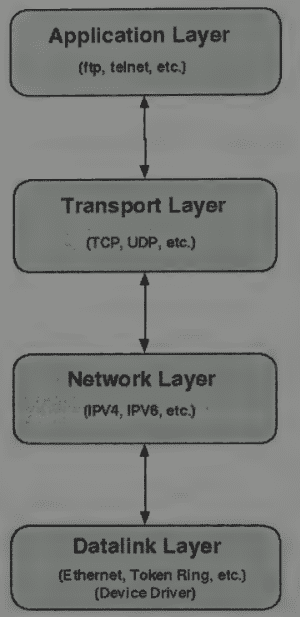 Application Layer
(ftp, telnet, etc.)
Transport Layer
(TCP, UDP, etc.)
Network Layer
(IPV4, IPV6, etc.)
Datalink Layer
(Ethernet, Token Ring, etc.)
(Device Driver)